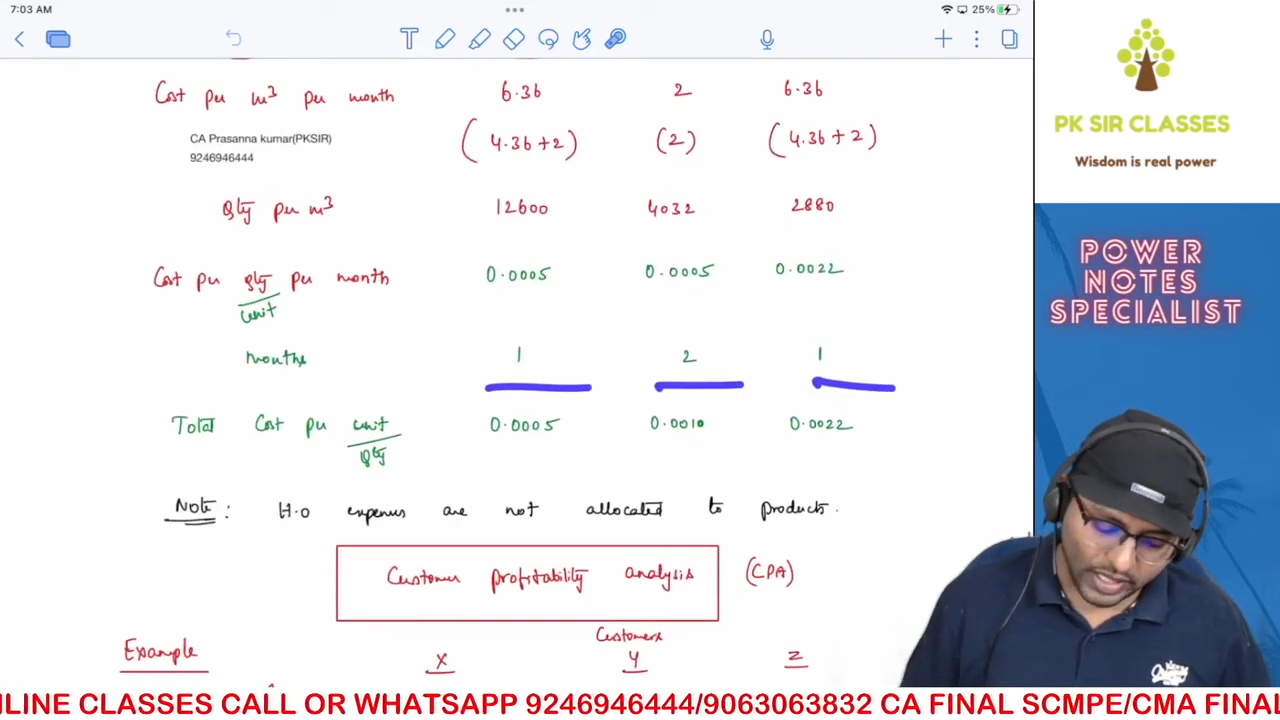 7:03 AM
25%
Cost per m³ per month 6.36 2 6.36
CA Prasanna kumar(PKSIR)
9246946444
(4.36+2) (2) (4.36+2)
Qty per m³ 12600 4032 2880
Cost per qty per month 0.0005 0.0005 0.0022
unit
months 1 2 1
Total Cost per unit 0.0005 0.0010 0.0022
Qty
Note: H.O expenses are not allocated to products.
Customer profitability analysis (CPA)
Customers
Example X Y Z
PK SIR CLASSES
Wisdom is real power
POWER
NOTES
SPECIALIST
NLINE CLASSES CALL OR WHATSAPP 9246946444/9063063832 CA FINAL SCMPE/CMA FINAL